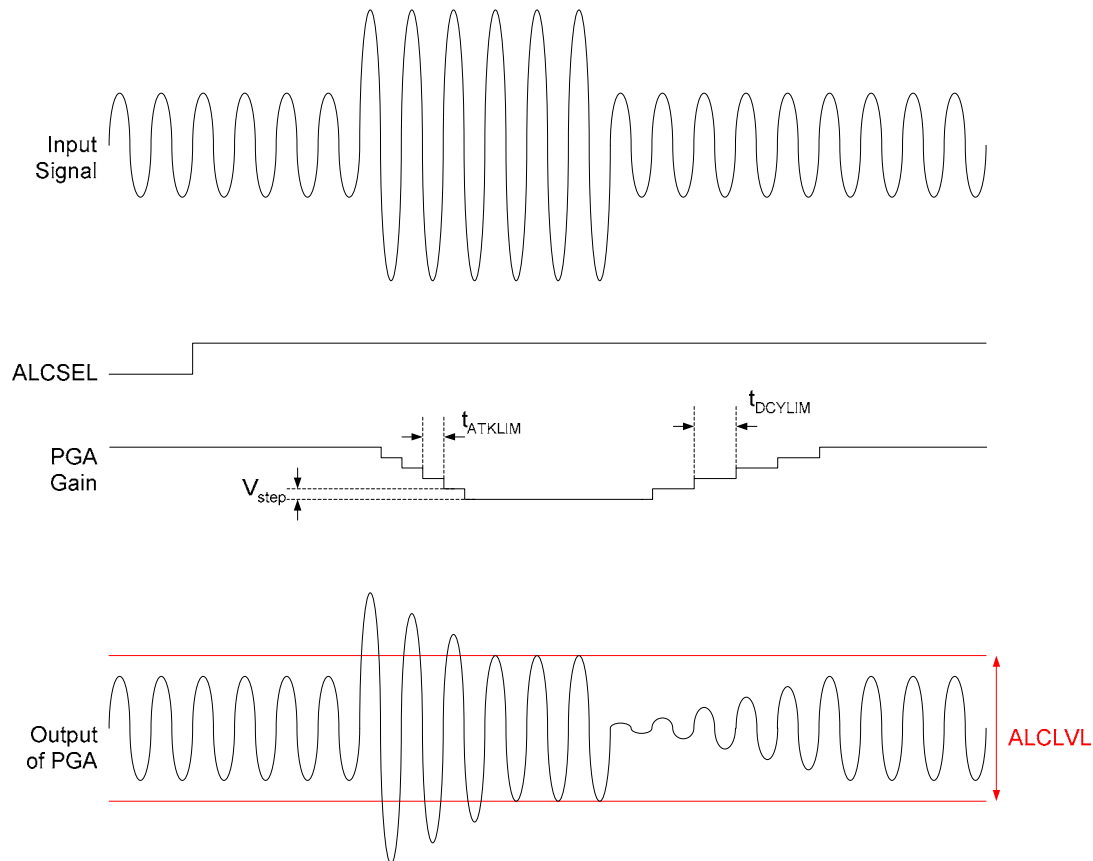 Input
Signal
ALCSEL
tATKLIM
tDCYLIM
PGA
Gain
Vstep
Output
of PGA
ALCLVL